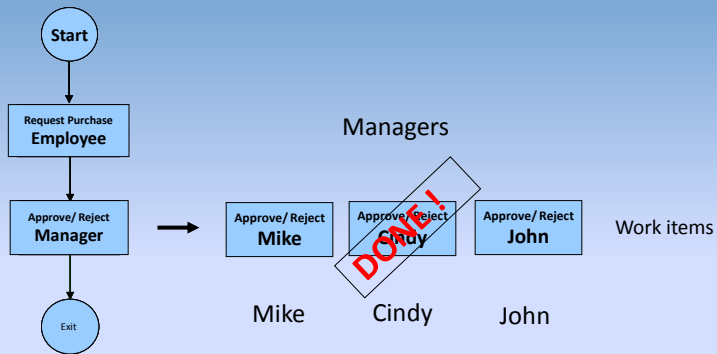 Start
Request Purchase
Employee
Managers
Approve/ Reject
Manager
Approve/ Reject
Mike
Approve/ Reject
Cindy
DONE !
Approve/ Reject
John
Work items
Mike
Cindy
John
Exit